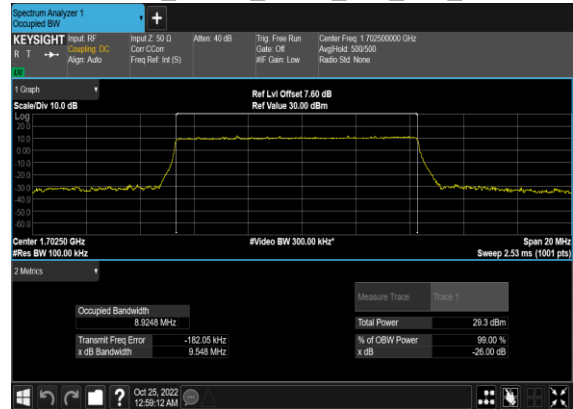 Spectrum Analyzer 1
Occupied BW
+
KEYSIGHT Input: RF Input Z: 50 Ω Atten: 40 dB Trig: Free Run Center Freq: 1.702500000 GHz
R T Coupling: DC Corr CCorr Gate: Off Avg|Hold: 500/500
Align: Auto Freq Ref: Int (S) #IF Gain: Low Radio Std: None
1 Graph
Ref Lvl Offset 7.60 dB
Scale/Div 10.0 dB Ref Value 30.00 dBm
Log
20.0
10.0
0.00
-10.0
-20.0
-30.0
-40.0
-50.0
-60.0
Center 1.70250 GHz #Video BW 300.00 kHz* Span 20 MHz
#Res BW 100.00 kHz Sweep 2.53 ms (1001 pts)
2 Metrics
Measure Trace Trace 1
Occupied Bandwidth
8.9248 MHz Total Power 29.3 dBm
Transmit Freq Error -182.05 kHz % of OBW Power 99.00 %
x dB Bandwidth 9.548 MHz x dB -26.00 dB
? Oct 25, 2022
12:59:12 AM